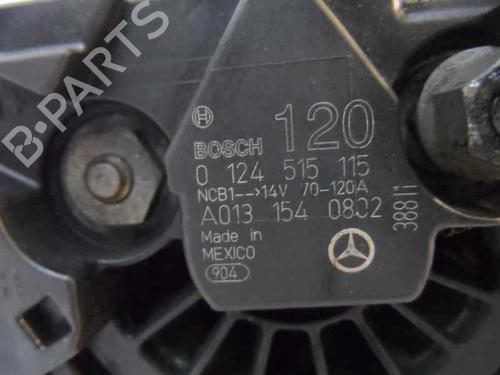 B-PARTS
BOSCH 120
0 124 515 115
NCB1-->14V 70-120A
A013 154 0802
38811
Made in
MEXICO
904